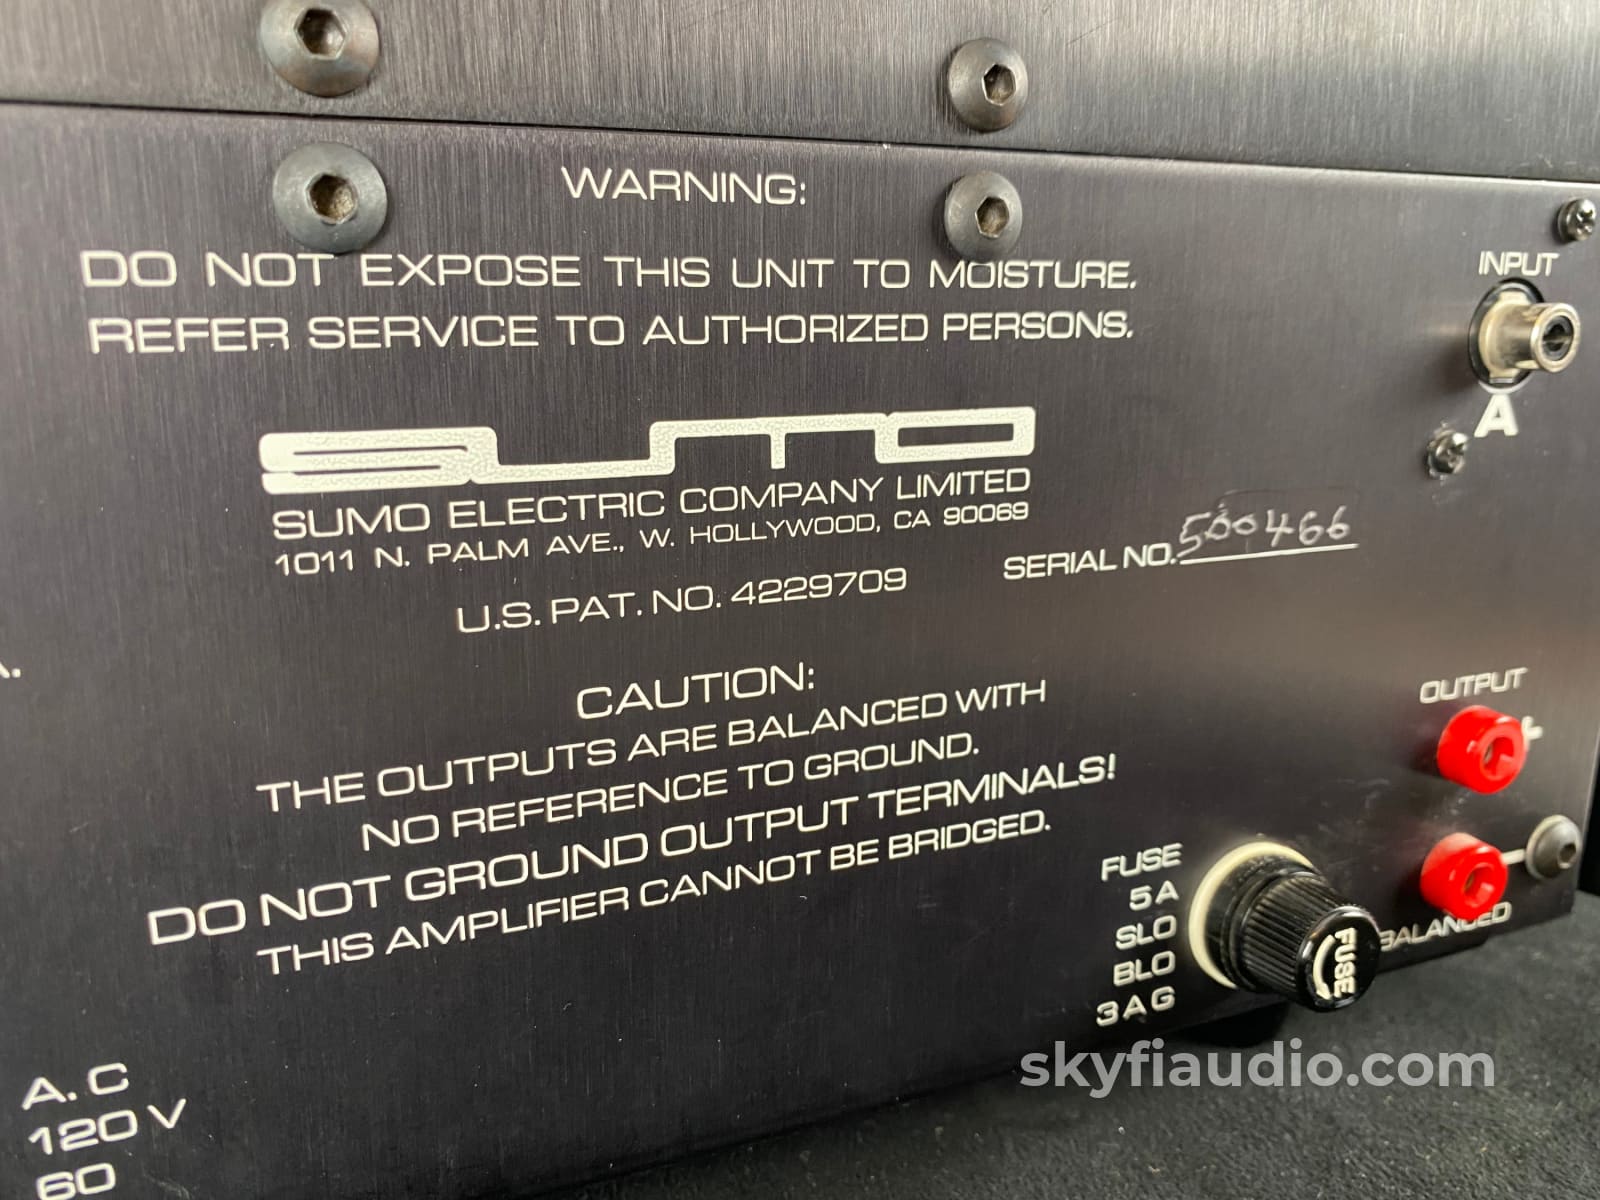 WARNING:
DO NOT EXPOSE THIS UNIT TO MOISTURE.
REFER SERVICE TO AUTHORIZED PERSONS.
INPUT
A
SUMO
SUMO ELECTRIC COMPANY LIMITED
1011 N. PALM AVE., W. HOLLYWOOD, CA 90069
SERIAL NO. 500466
U.S. PAT. NO. 4229709
CAUTION:
THE OUTPUTS ARE BALANCED WITH
NO REFERENCE TO GROUND.
DO NOT GROUND OUTPUT TERMINALS!
THIS AMPLIFIER CANNOT BE BRIDGED.
OUTPUT
+
-
BALANCED
FUSE
5 A
SLO
BLO
3 A G
FUSE
A.C
120 V
60
skyfiaudio.com